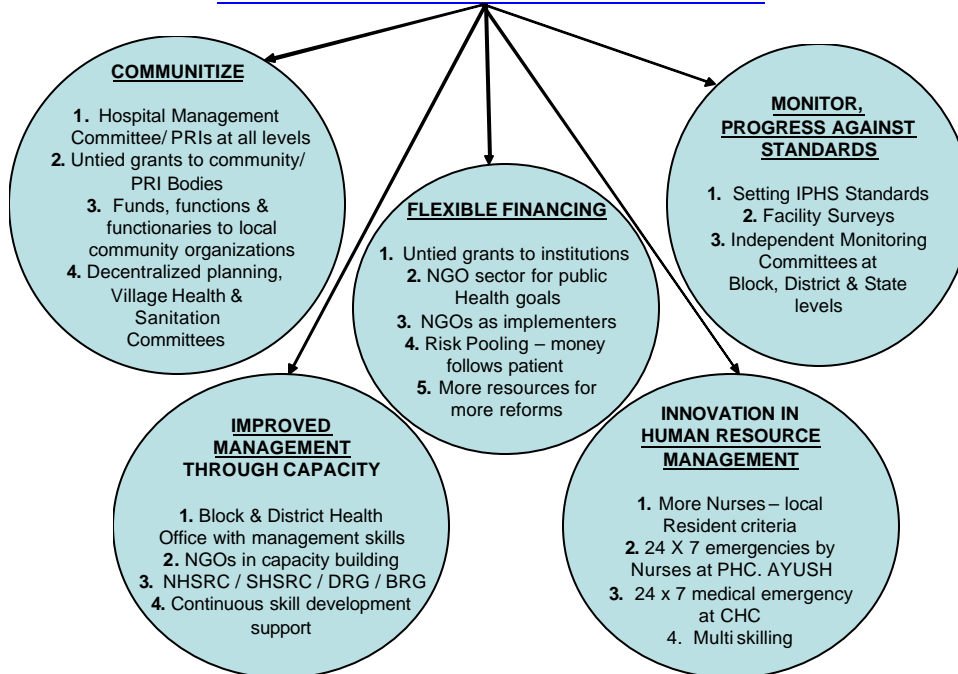 COMMUNITIZE
1. Hospital Management
Committee/ PRIs at all levels
2. Untied grants to community/
PRI Bodies
3. Funds, functions &
functionaries to local
community organizations
4. Decentralized planning,
Village Health &
Sanitation
Committees
FLEXIBLE FINANCING
1. Untied grants to institutions
2. NGO sector for public
Health goals
3. NGOs as implementers
4. Risk Pooling – money
follows patient
5. More resources for
more reforms
MONITOR,
PROGRESS AGAINST
STANDARDS
1. Setting IPHS Standards
2. Facility Surveys
3. Independent Monitoring
Committees at
Block, District & State
levels
IMPROVED
MANAGEMENT
THROUGH CAPACITY
1. Block & District Health
Office with management skills
2. NGOs in capacity building
3. NHSRC / SHSRC / DRG / BRG
4. Continuous skill development
support
INNOVATION IN
HUMAN RESOURCE
MANAGEMENT
1. More Nurses – local
Resident criteria
2. 24 X 7 emergencies by
Nurses at PHC. AYUSH
3. 24 x 7 medical emergency
at CHC
4. Multi skilling